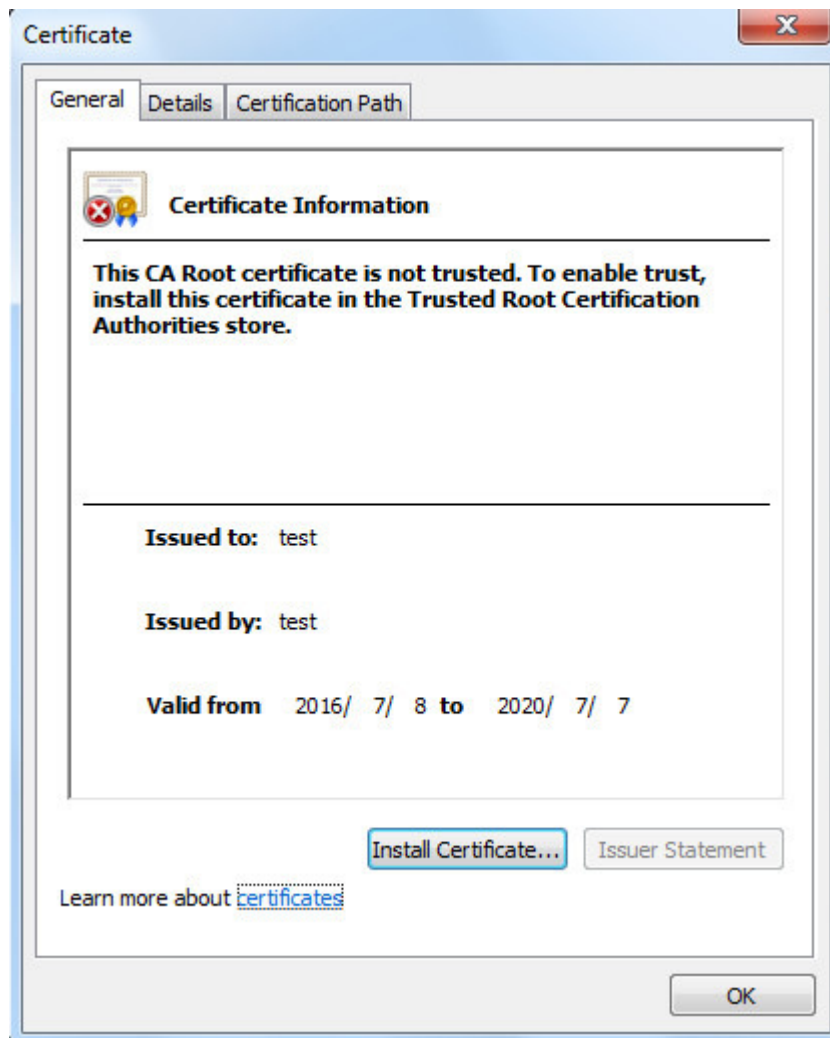 Certificate
General Details Certification Path
Certificate Information
This CA Root certificate is not trusted. To enable trust,
install this certificate in the Trusted Root Certification
Authorities store.
Issued to: test
Issued by: test
Valid from 2016/ 7/ 8 to 2020/ 7/ 7
Install Certificate... Issuer Statement
Learn more about certificates
OK